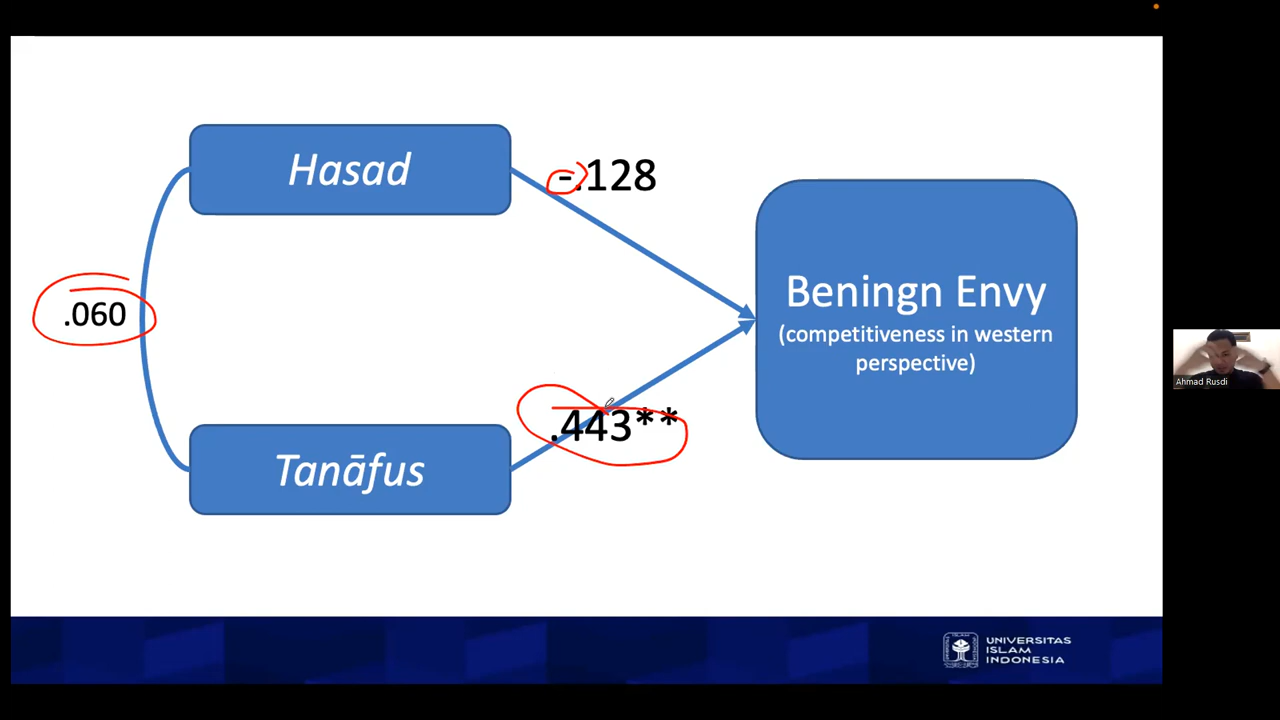 Hasad
-.128
Beningn Envy
(competitiveness in western
perspective)
.060
.443**
Tanāfus
Ahmad Rusdi
UNIVERSITAS
ISLAM
INDONESIA